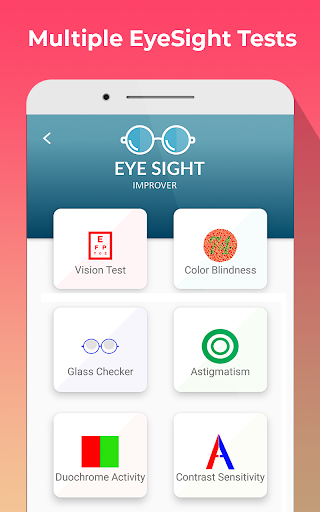 Multiple EyeSight Tests
EYE SIGHT
IMPROVER
E
F P
T O Z
Vision Test
Color Blindness
Glass Checker
Astigmatism
Duochrome Activity
Contrast Sensitivity